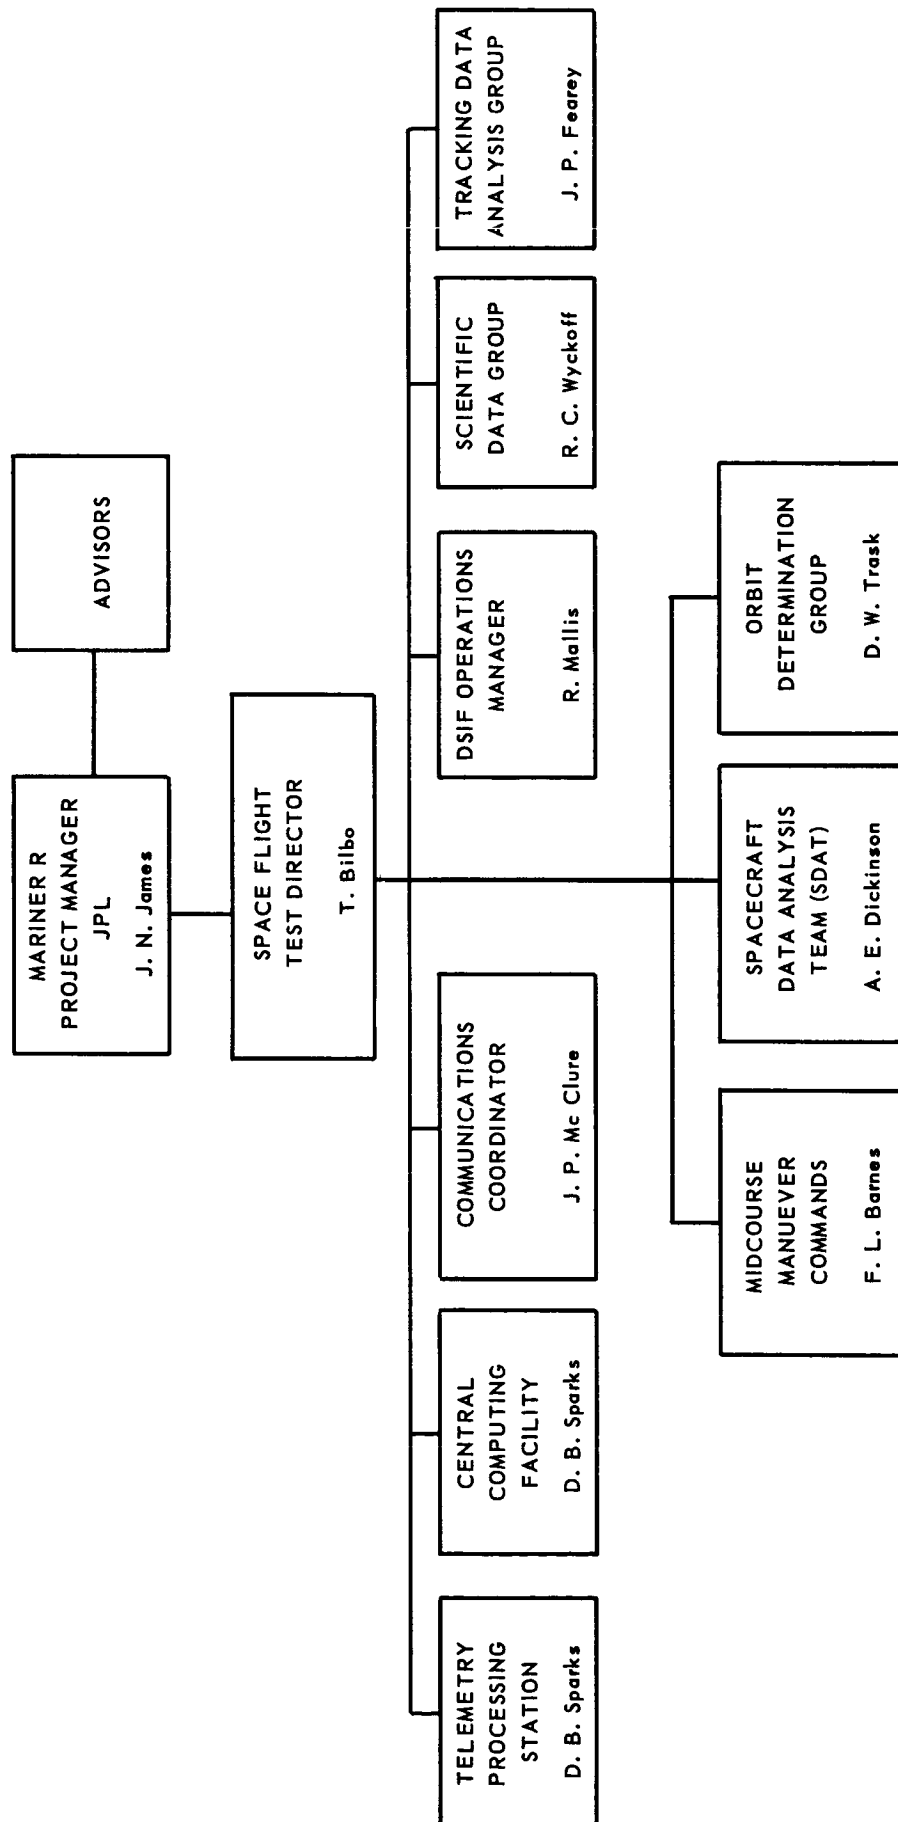 MARINER R
PROJECT MANAGER
JPL
J. N. James
ADVISORS
SPACE FLIGHT
TEST DIRECTOR
T. Bilbo
TELEMETRY
PROCESSING
STATION
D. B. Sparks
CENTRAL
COMPUTING
FACILITY
D. B. Sparks
COMMUNICATIONS
COORDINATOR
J. P. Mc Clure
DSIF OPERATIONS
MANAGER
R. Mallis
SCIENTIFIC
DATA GROUP
R. C. Wyckoff
TRACKING DATA
ANALYSIS GROUP
J. P. Fearey
MIDCOURSE
MANUEVER
COMMANDS
F. L. Barnes
SPACECRAFT
DATA ANALYSIS
TEAM (SDAT)
A. E. Dickinson
ORBIT
DETERMINATION
GROUP
D. W. Trask